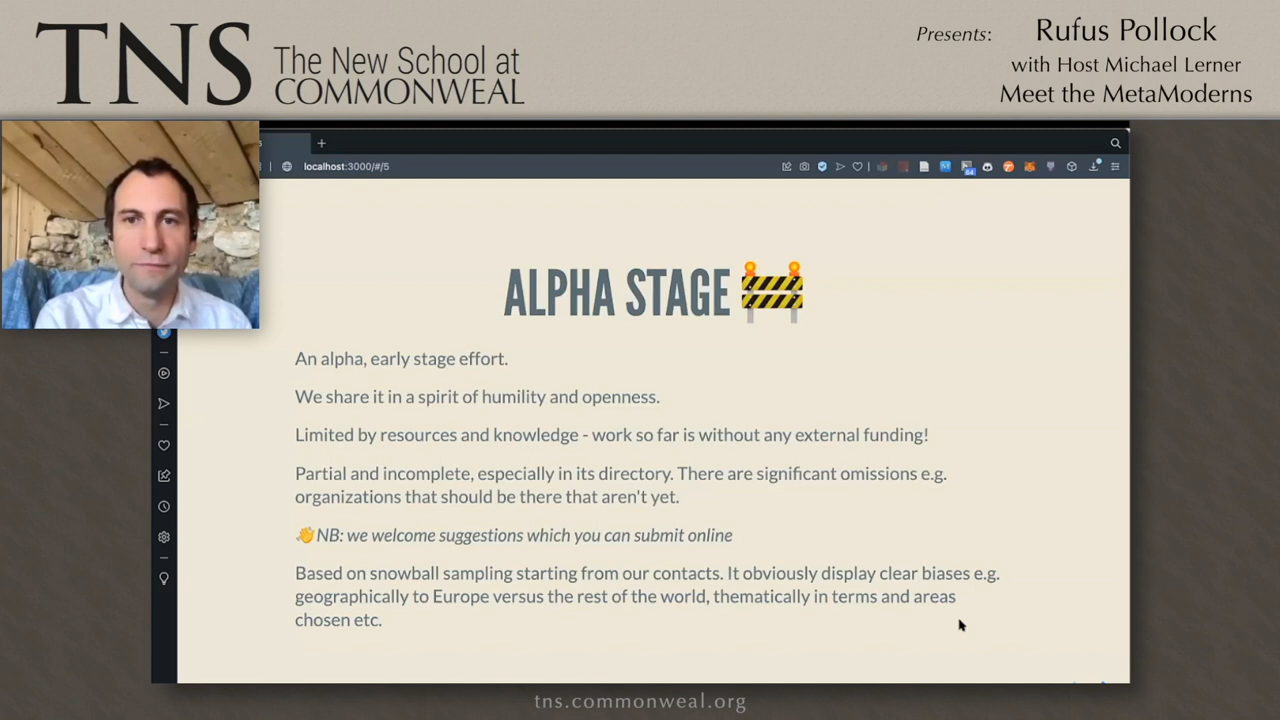 TNS
The New School at
COMMONWEAL
Presents: Rufus Pollock
with Host Michael Lerner
Meet the MetaModerns
localhost:3000/#/5
ALPHA STAGE
An alpha, early stage effort.
We share it in a spirit of humility and openness.
Limited by resources and knowledge - work so far is without any external funding!
Partial and incomplete, especially in its directory. There are significant omissions e.g.
organizations that should be there that aren't yet.
NB: we welcome suggestions which you can submit online
Based on snowball sampling starting from our contacts. It obviously display clear biases e.g.
geographically to Europe versus the rest of the world, thematically in terms and areas
chosen etc.
tns.commonweal.org